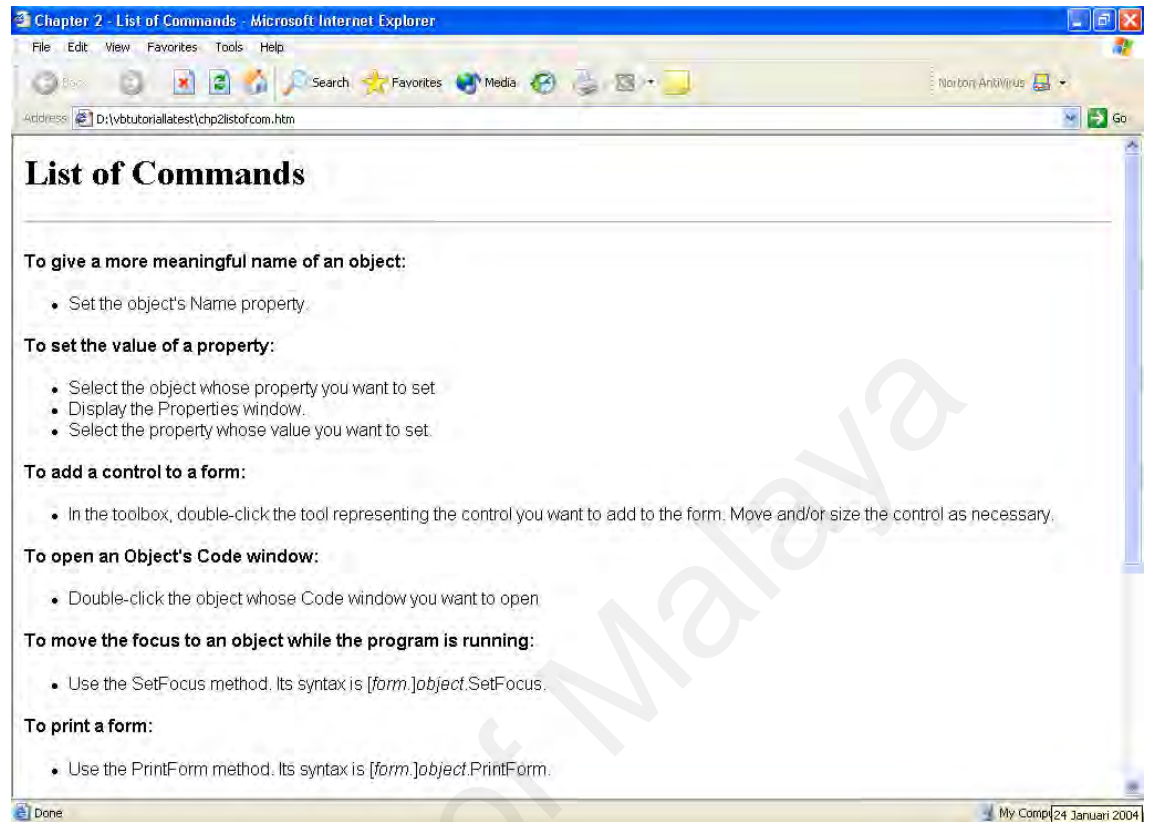 Chapter 2 - List of Commands - Microsoft Internet Explorer
File Edit View Favorites Tools Help
Back Search Favorites Media Norton AntiVirus
Address D:\vbtutoriallatest\chp2listofcom.htm Go
List of Commands
To give a more meaningful name of an object:
• Set the object's Name property.
To set the value of a property:
• Select the object whose property you want to set
• Display the Properties window.
• Select the property whose value you want to set.
To add a control to a form:
• In the toolbox, double-click the tool representing the control you want to add to the form. Move and/or size the control as necessary.
To open an Object's Code window:
• Double-click the object whose Code window you want to open
To move the focus to an object while the program is running:
• Use the SetFocus method. Its syntax is [form.]object.SetFocus.
To print a form:
• Use the PrintForm method. Its syntax is [form.]object.PrintForm.
Done My Comp 24 Januari 2004
of Malaya